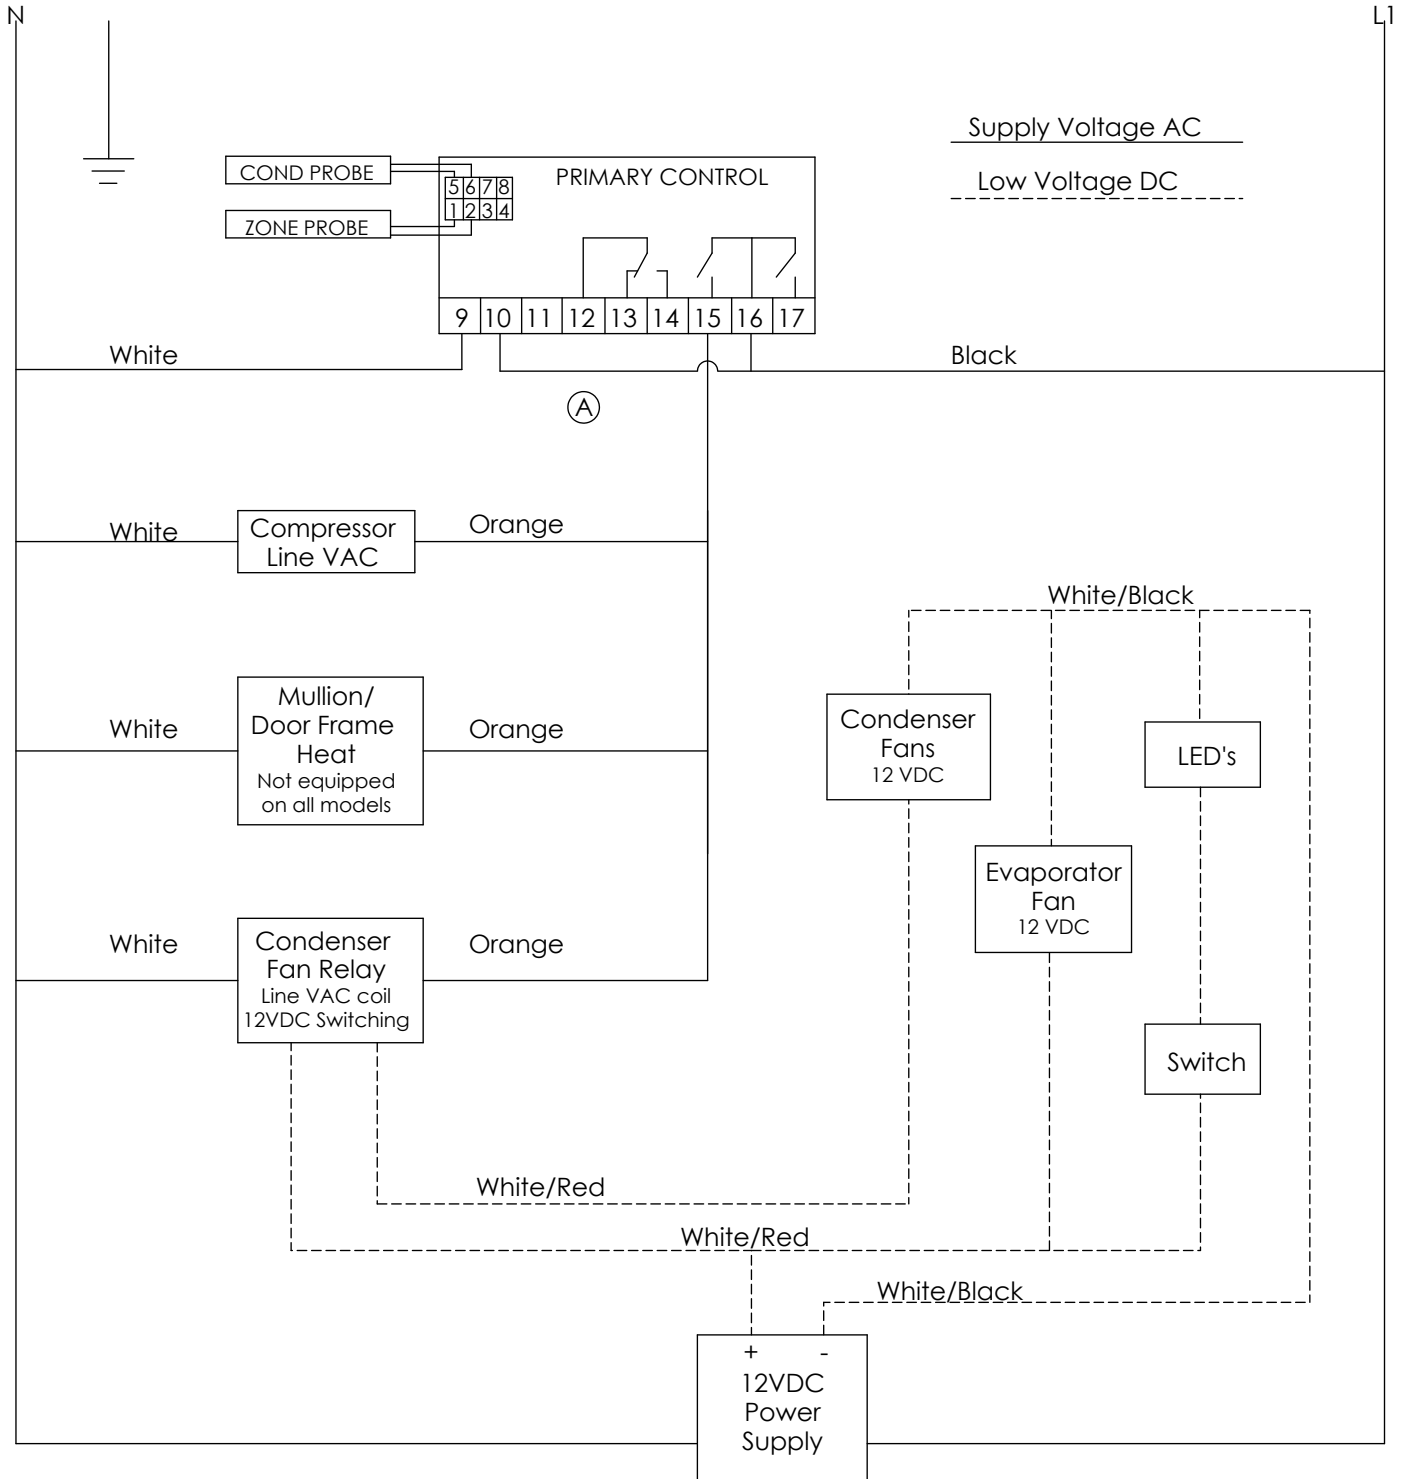 N
L1
Supply Voltage AC
Low Voltage DC
COND PROBE
ZONE PROBE
5 6 7 8
1 2 3 4
PRIMARY CONTROL
9 10 11 12 13 14 15 16 17
White
Black
A
White
Compressor
Line VAC
Orange
White
Mullion/
Door Frame
Heat
Not equipped
on all models
Orange
White
Condenser
Fan Relay
Line VAC coil
12VDC Switching
Orange
White/Black
Condenser
Fans
12 VDC
LED's
Evaporator
Fan
12 VDC
Switch
White/Red
White/Red
White/Black
+ -
12VDC
Power
Supply